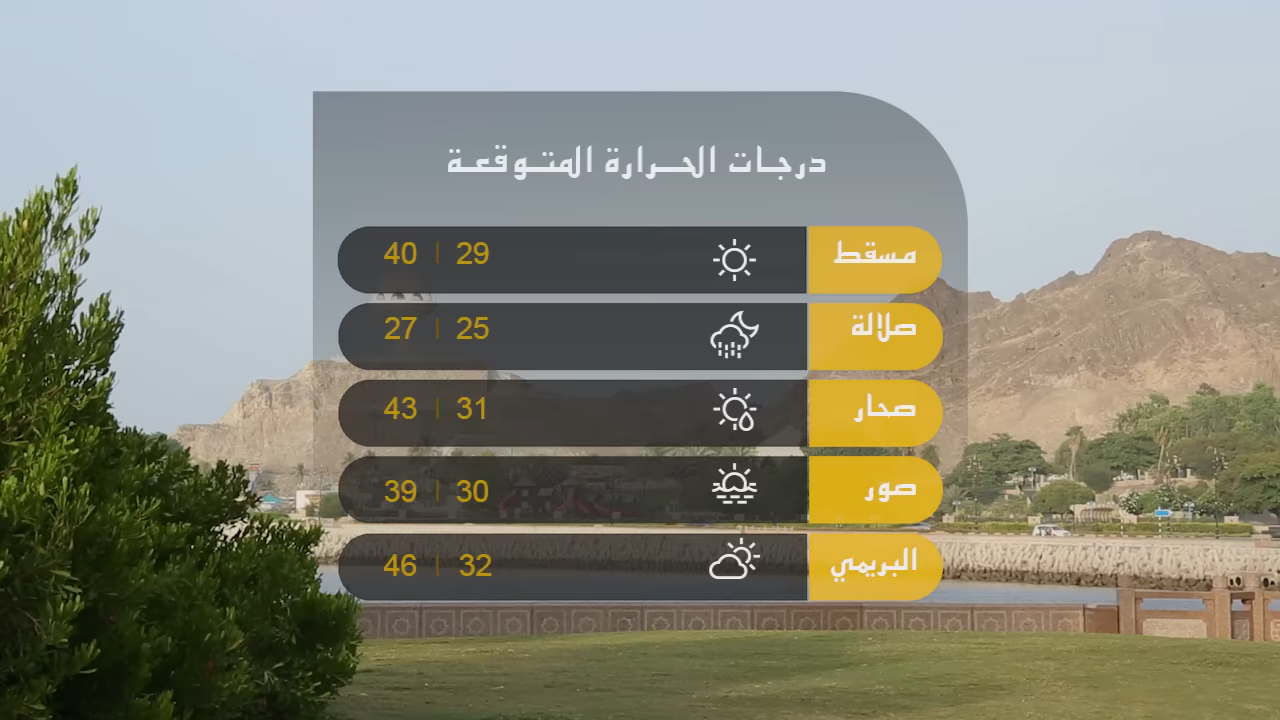 درجات الحرارة المتوقعة
مسقط 29 | 40
صلالة 25 | 27
صحار 31 | 43
صور 30 | 39
البريمي 32 | 46